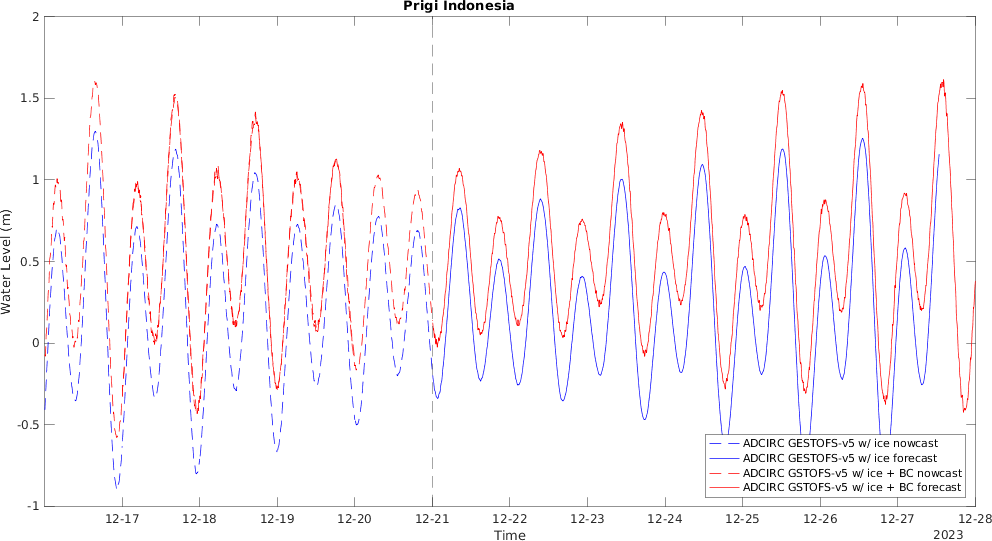 Prigi Indonesia
2
1.5
1
0.5
0
-0.5
-1
Water Level (m)
12-17 12-18 12-19 12-20 12-21 12-22 12-23 12-24 12-25 12-26 12-27 12-28
Time
2023
ADCIRC GESTOFS-v5 w/ ice nowcast
ADCIRC GESTOFS-v5 w/ ice forecast
ADCIRC GSTOFS-v5 w/ ice + BC nowcast
ADCIRC GSTOFS-v5 w/ ice + BC forecast